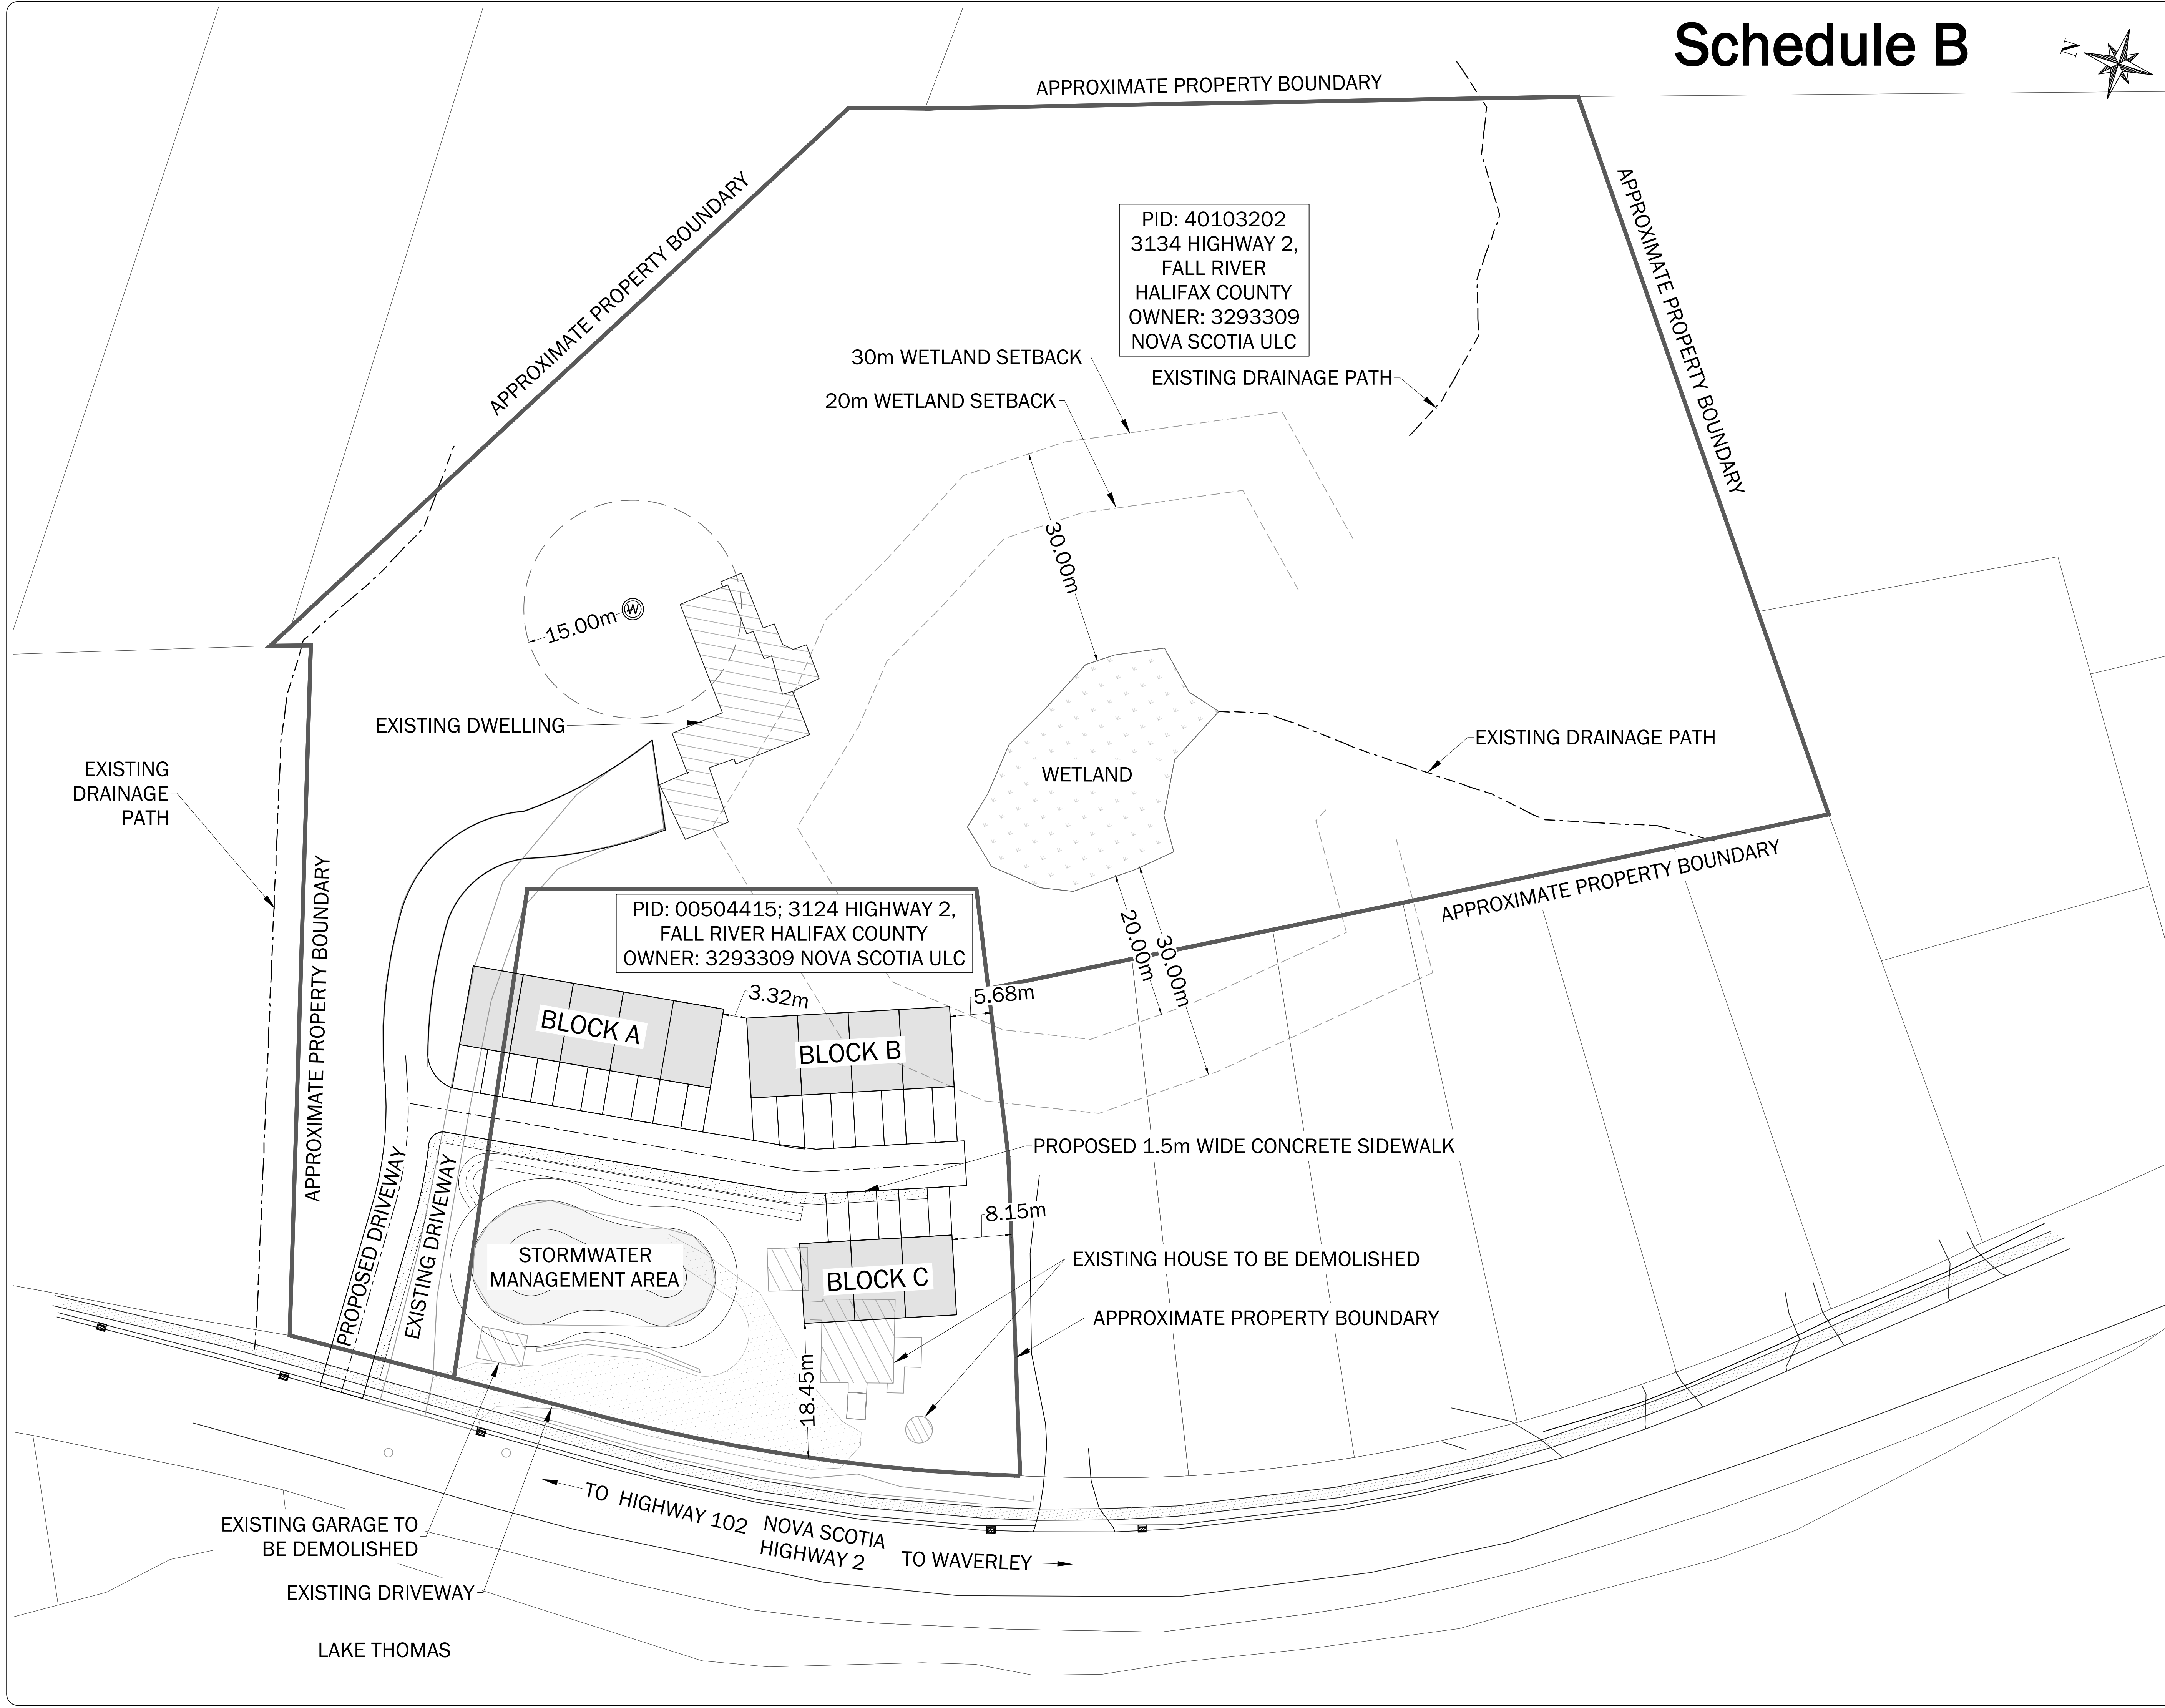 Schedule B
N
APPROXIMATE PROPERTY BOUNDARY
APPROXIMATE PROPERTY BOUNDARY
APPROXIMATE PROPERTY BOUNDARY
PID: 40103202
3134 HIGHWAY 2,
FALL RIVER
HALIFAX COUNTY
OWNER: 3293309
NOVA SCOTIA ULC
30m WETLAND SETBACK
EXISTING DRAINAGE PATH
20m WETLAND SETBACK
30.00m
W
15.00m
EXISTING DWELLING
EXISTING DRAINAGE PATH
WETLAND
EXISTING
DRAINAGE
PATH
APPROXIMATE PROPERTY BOUNDARY
APPROXIMATE PROPERTY BOUNDARY
PID: 00504415; 3124 HIGHWAY 2,
FALL RIVER HALIFAX COUNTY
OWNER: 3293309 NOVA SCOTIA ULC
20.00m
30.00m
3.32m
5.68m
BLOCK A
BLOCK B
PROPOSED 1.5m WIDE CONCRETE SIDEWALK
PROPOSED DRIVEWAY
EXISTING DRIVEWAY
8.15m
STORMWATER
MANAGEMENT AREA
BLOCK C
EXISTING HOUSE TO BE DEMOLISHED
APPROXIMATE PROPERTY BOUNDARY
18.45m
TO HIGHWAY 102
NOVA SCOTIA
HIGHWAY 2
TO WAVERLEY
EXISTING GARAGE TO
BE DEMOLISHED
EXISTING DRIVEWAY
LAKE THOMAS